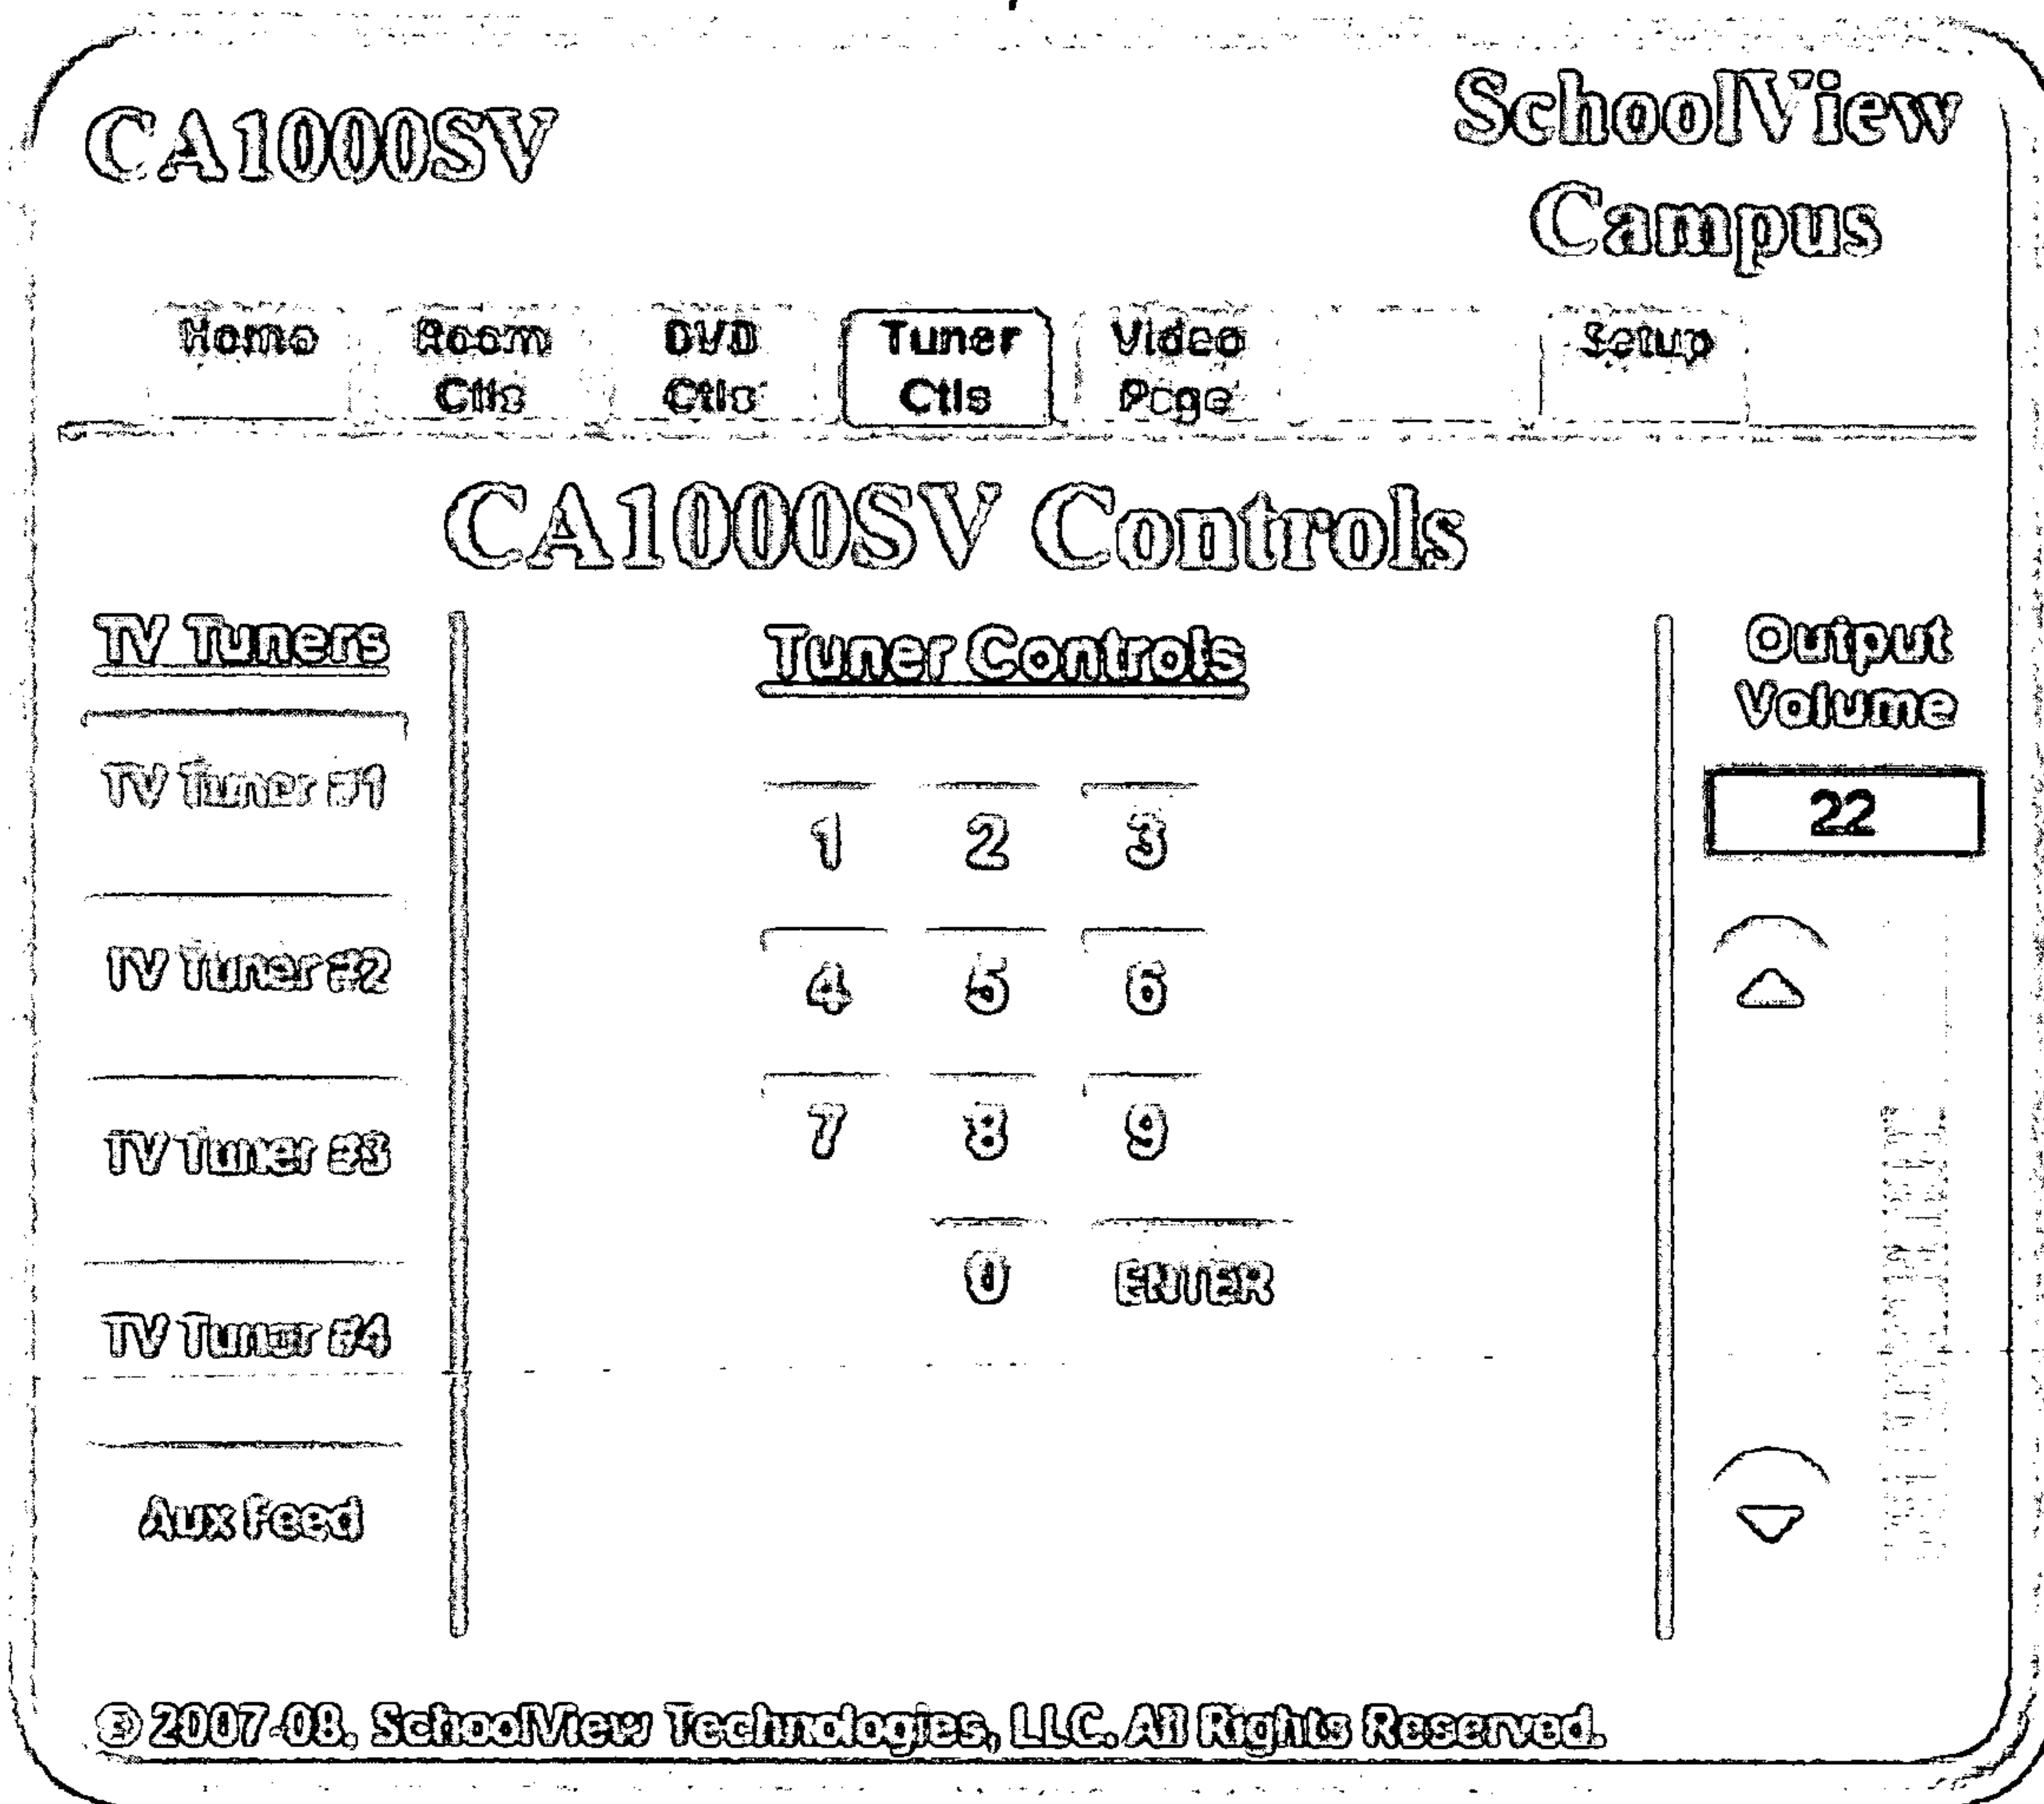 CA1000SV
SchoolView
Campus
Home
Room
Ctls
DVD
Ctls
Tuner
Ctls
Video
Page
Setup
CA1000SV Controls
TV Tuners
TV Tuner #1
TV Tuner #2
TV Tuner #3
TV Tuner #4
Aux Feed
Tuner Controls
1 2 3
4 5 6
7 8 9
0 ENTER
Output
Volume
22
© 2007-08. SchoolView Technologies, LLC. All Rights Reserved.